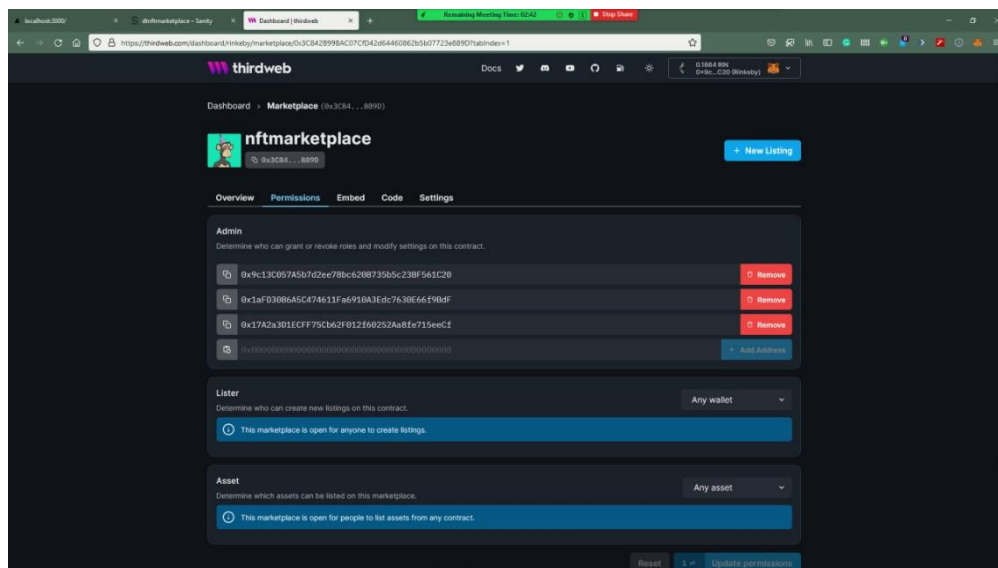 localhost:3000/
dtnftmarketplace – Sanity
Dashboard | thirdweb
Remaining Meeting Time: 02:42
Stop Share
https://thirdweb.com/dashboard/rinkeby/marketplace/0x3C842B998AC07CfD42d64460862b5b07723e889D?tabIndex=1
thirdweb
Docs
0.1864 RIN
0x9c...C20 (Rinkeby)
Dashboard > Marketplace (0x3C84...889D)
nftmarketplace
0x3C84...889D
+ New Listing
Overview Permissions Embed Code Settings
Admin
Determine who can grant or revoke roles and modify settings on this contract.
0x9c13C057A5b7d2ee78bc6208735b5c238F561C20 Remove
0x1aFD3086A5C474611Fa6910A3Edc7630E66f9BdF Remove
0x17A2a3D1ECFF75Cb62F012f60252Aa8fe715eeCf Remove
0x0000000000000000000000000000000000000000 + Add Address
Lister
Determine who can create new listings on this contract.
Any wallet
This marketplace is open for anyone to create listings.
Asset
Determine which assets can be listed on this marketplace.
Any asset
This marketplace is open for people to list assets from any contract.
Reset 1 Update permissions